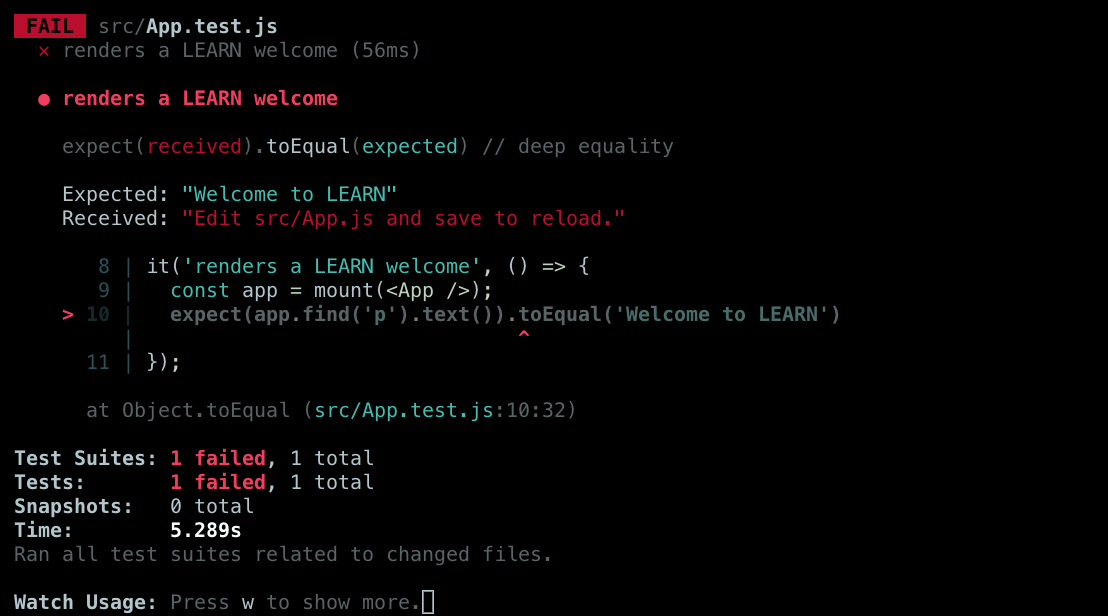 FAIL src/App.test.js
✕ renders a LEARN welcome (56ms)
● renders a LEARN welcome
expect(received).toEqual(expected) // deep equality
Expected: "Welcome to LEARN"
Received: "Edit src/App.js and save to reload."
8 | it('renders a LEARN welcome', () => {
9 |   const app = mount(<App />);
> 10 |   expect(app.find('p').text()).toEqual('Welcome to LEARN')
|                                ^
11 | });
at Object.toEqual (src/App.test.js:10:32)
Test Suites: 1 failed, 1 total
Tests:       1 failed, 1 total
Snapshots:   0 total
Time:        5.289s
Ran all test suites related to changed files.
Watch Usage: Press w to show more.